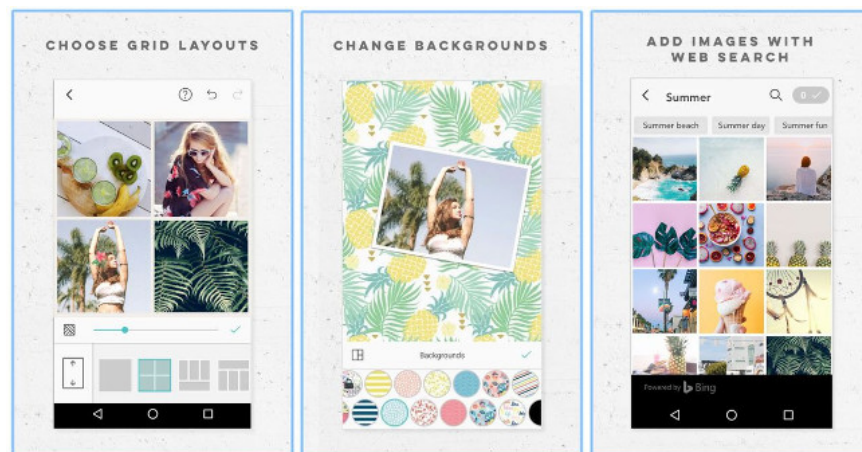 CHOOSE GRID LAYOUTS
CHANGE BACKGROUNDS
Backgrounds
ADD IMAGES WITH
WEB SEARCH
Summer
0
Summer beach
Summer day
Summer fun
Powered by Bing